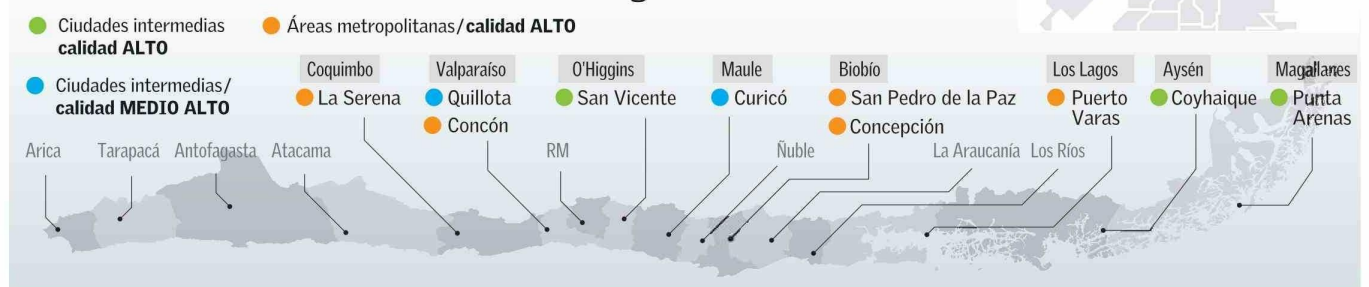 Ciudades intermedias
calidad ALTO
Áreas metropolitanas/calidad ALTO
Ciudades intermedias/
calidad MEDIO ALTO
Coquimbo
La Serena
Valparaíso
Quillota
Concón
O'Higgins
San Vicente
Maule
Curicó
Biobío
San Pedro de la Paz
Concepción
Los Lagos
Puerto
Varas
Aysén
Coyhaique
Magallanes
Punta
Arenas
Arica
Tarapacá
Antofagasta
Atacama
RM
Ñuble
La Araucanía
Los Ríos